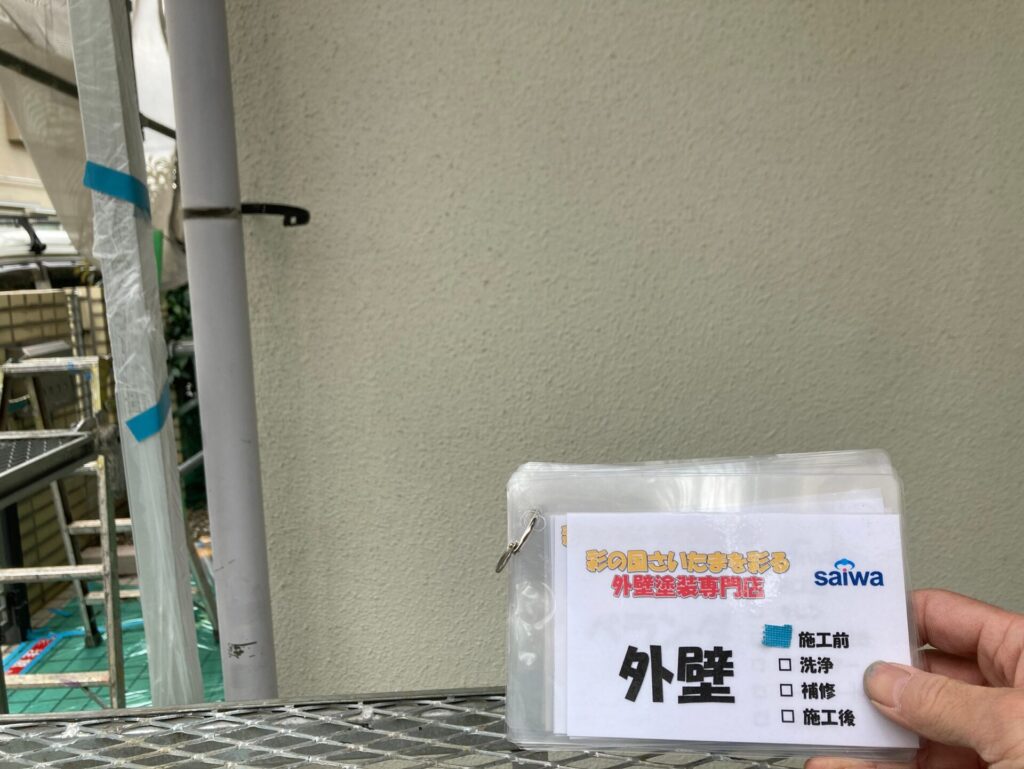 彩の国さいたまを彩る
外壁塗装専門店
saiwa
外壁
施工前
□ 洗浄
□ 補修
□ 施工後